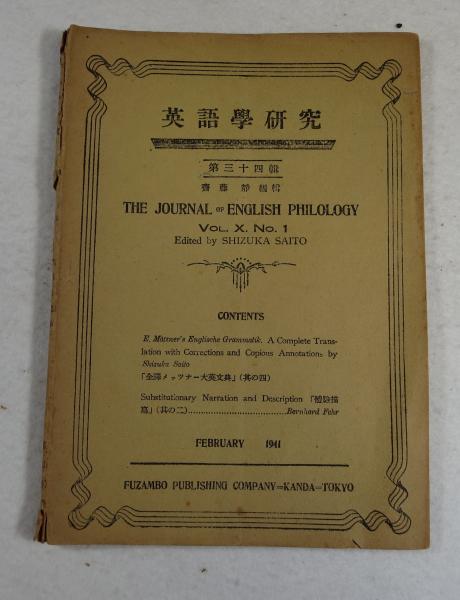 英語學硏究
第三十四輯
齋藤 靜編輯
THE JOURNAL OF ENGLISH PHILOLOGY
VOL. X. No. 1
Edited by SHIZUKA SAITO
CONTENTS
E. Mätzner's Englische Grammatik. A Complete Trans-
lation with Corrections and Copious Annotations by
Shizuka Saito
「全譯メッツナー大英文典」(其の四)
Substitutionary Narration and Description「體驗描
寫」(其の二)..............................Bernhard Fehr
FEBRUARY 1941
FUZAMBO PUBLISHING COMPANY=KANDA=TOKYO